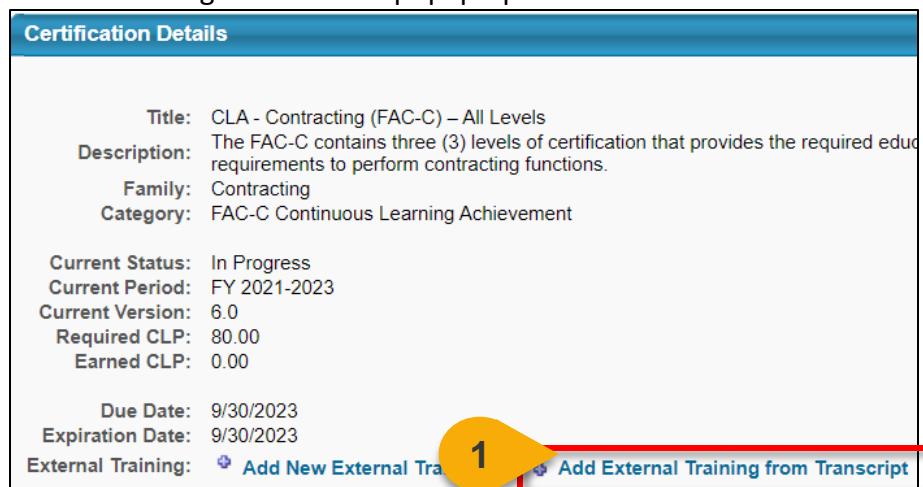 Certification Details
Title: CLA - Contracting (FAC-C) – All Levels
Description: The FAC-C contains three (3) levels of certification that provides the required
requirements to perform contracting functions.
Family: Contracting
Category: FAC-C Continuous Learning Achievement
Current Status: In Progress
Current Period: FY 2021-2023
Current Version: 6.0
Required CLP: 80.00
Earned CLP: 0.00
Due Date: 9/30/2023
Expiration Date: 9/30/2023
External Training: Add New External 1 Add External Training from Transcript